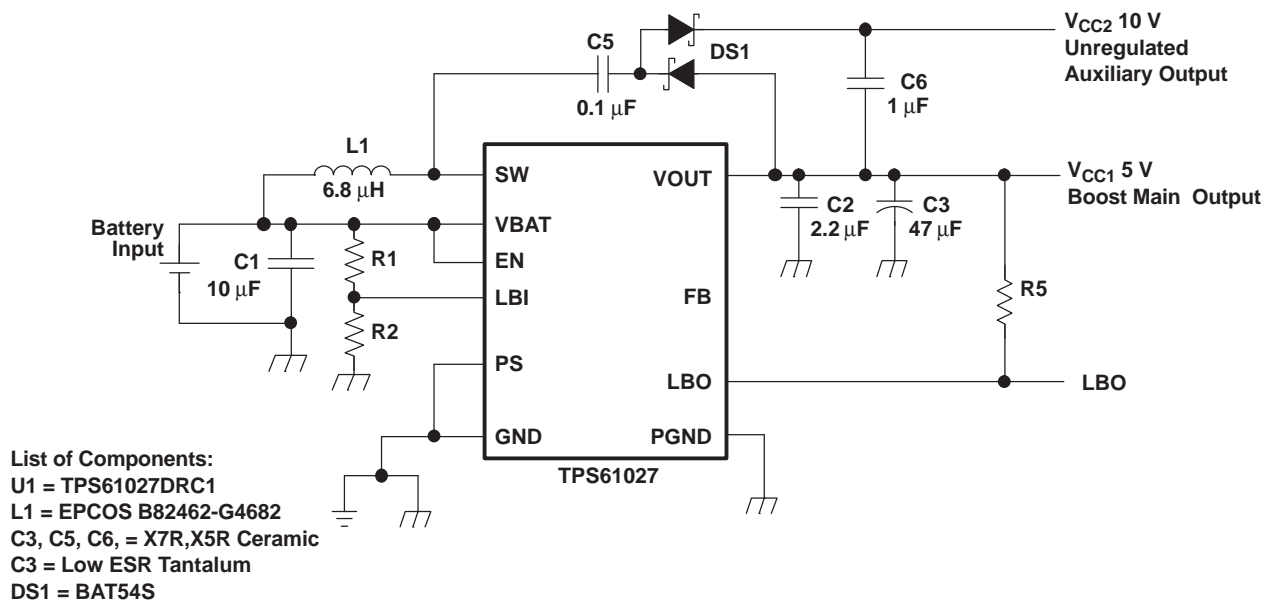 C5
0.1 μF
DS1
VCC2 10 V
Unregulated
Auxiliary Output
C6
1 μF
L1
6.8 μH
SW
VOUT
VCC1 5 V
Boost Main Output
Battery
Input
VBAT
C1
10 μF
R1
EN
C2
2.2 μF
C3
47 μF
LBI
FB
R5
R2
PS
LBO
LBO
GND
PGND
TPS61027
List of Components:
U1 = TPS61027DRC1
L1 = EPCOS B82462-G4682
C3, C5, C6, = X7R,X5R Ceramic
C3 = Low ESR Tantalum
DS1 = BAT54S